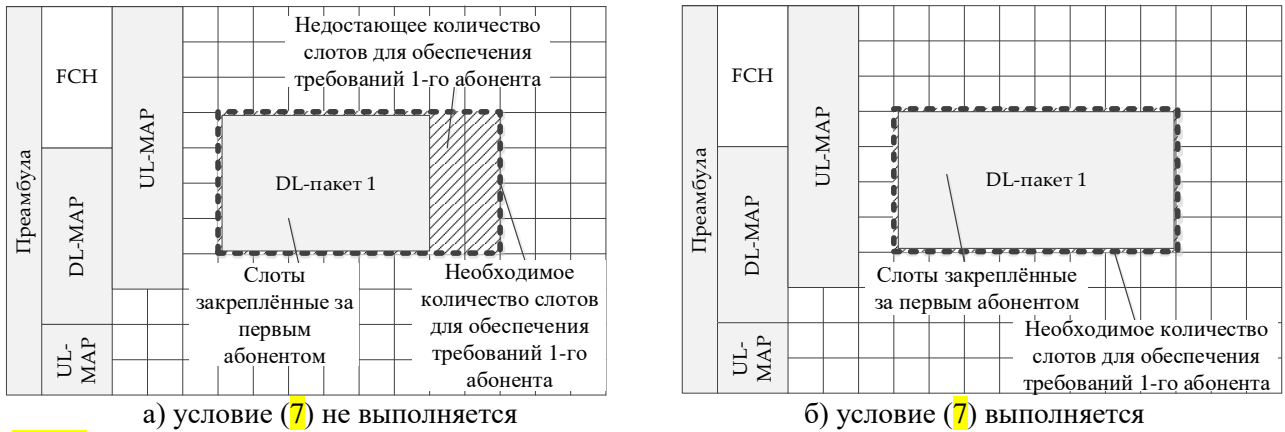 Преамбула
FCH
DL-MAP
UL-
MAP
UL-MAP
Недостающее количество
слотов для обеспечения
требований 1-го абонента
DL-пакет 1
Слоты
закреплённые за
первым
абонентом
Необходимое
количество слотов
для обеспечения
требований 1-го
абонента
а) условие (7) не выполняется
Преамбула
FCH
DL-MAP
UL-
MAP
UL-MAP
DL-пакет 1
Слоты закреплённые
за первым абонентом
Необходимое количество
слотов для обеспечения
требований 1-го абонента
б) условие (7) выполняется